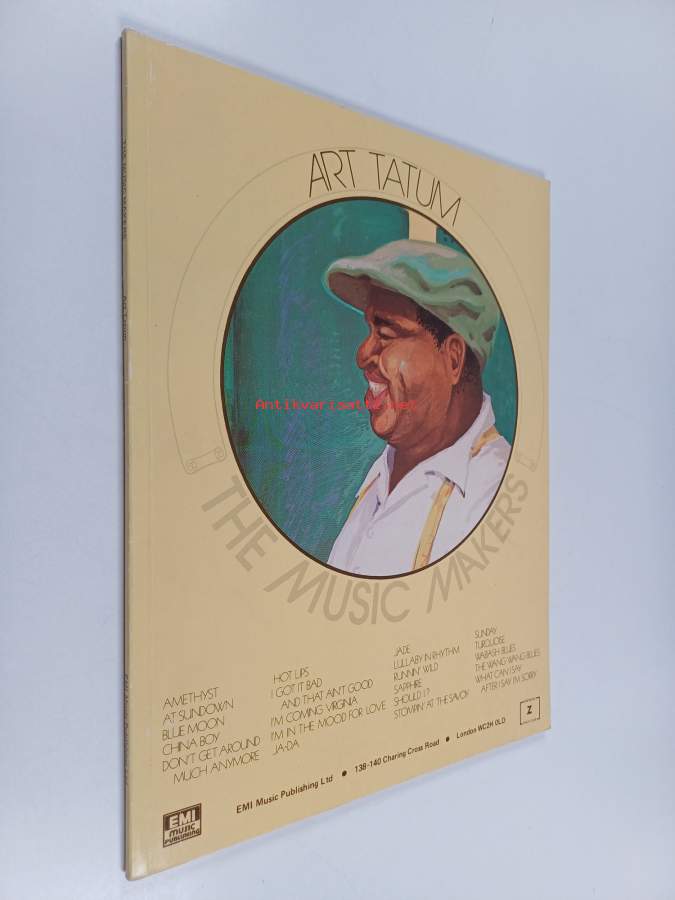 ART TATUM
Antikvarisatto.net
THE MUSIC MAKERS
AMETHYST
AT SUNDOWN
BLUE MOON
CHINA BOY
DON'T GET AROUND
MUCH ANYMORE
HOT LIPS
I GOT IT BAD
AND THAT AIN'T GOOD
I'M COMING VIRGINIA
I'M IN THE MOOD FOR LOVE
JA-DA
JADE
LULLABY IN RHYTHM
RUNNIN' WILD
SAPPHIRE
SHOULD I?
STOMPIN' AT THE SAVOY
SUNDAY
TURQUOISE
WABASH BLUES
THE WANG WANG BLUES
WHAT CAN I SAY
AFTER I SAY I'M SORRY
Z
EMI
MUSIC
PUBLISHING
EMI Music Publishing Ltd • 138-140 Charing Cross Road • London WC2H 0LD